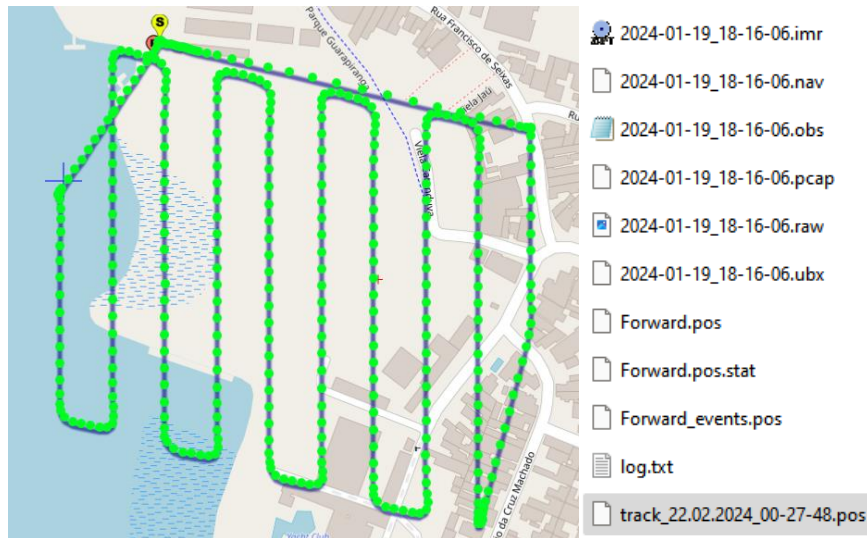 S
Parque Guarapiranga
Rua Francisco de Seixas
Viela Jaú
Ru
Viela
o da Cruz Machado
Yacht Club
2024-01-19_18-16-06.imr
2024-01-19_18-16-06.nav
2024-01-19_18-16-06.obs
2024-01-19_18-16-06.pcap
2024-01-19_18-16-06.raw
2024-01-19_18-16-06.ubx
Forward.pos
Forward.pos.stat
Forward_events.pos
log.txt
track_22.02.2024_00-27-48.pos